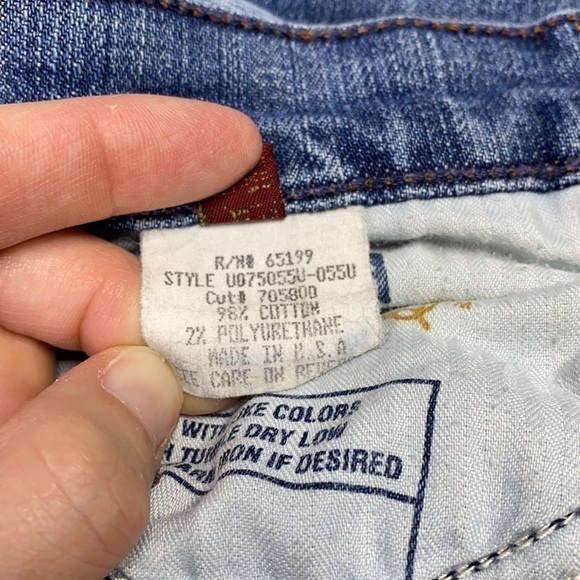 R/N# 65199
STYLE U075055U-055U
Cut# 705800
98% COTTON
2% POLYURETHANE
MADE IN U.S.A
CARE ON
COLORS
WITH
DRY LOW
IRON IF DESIRED